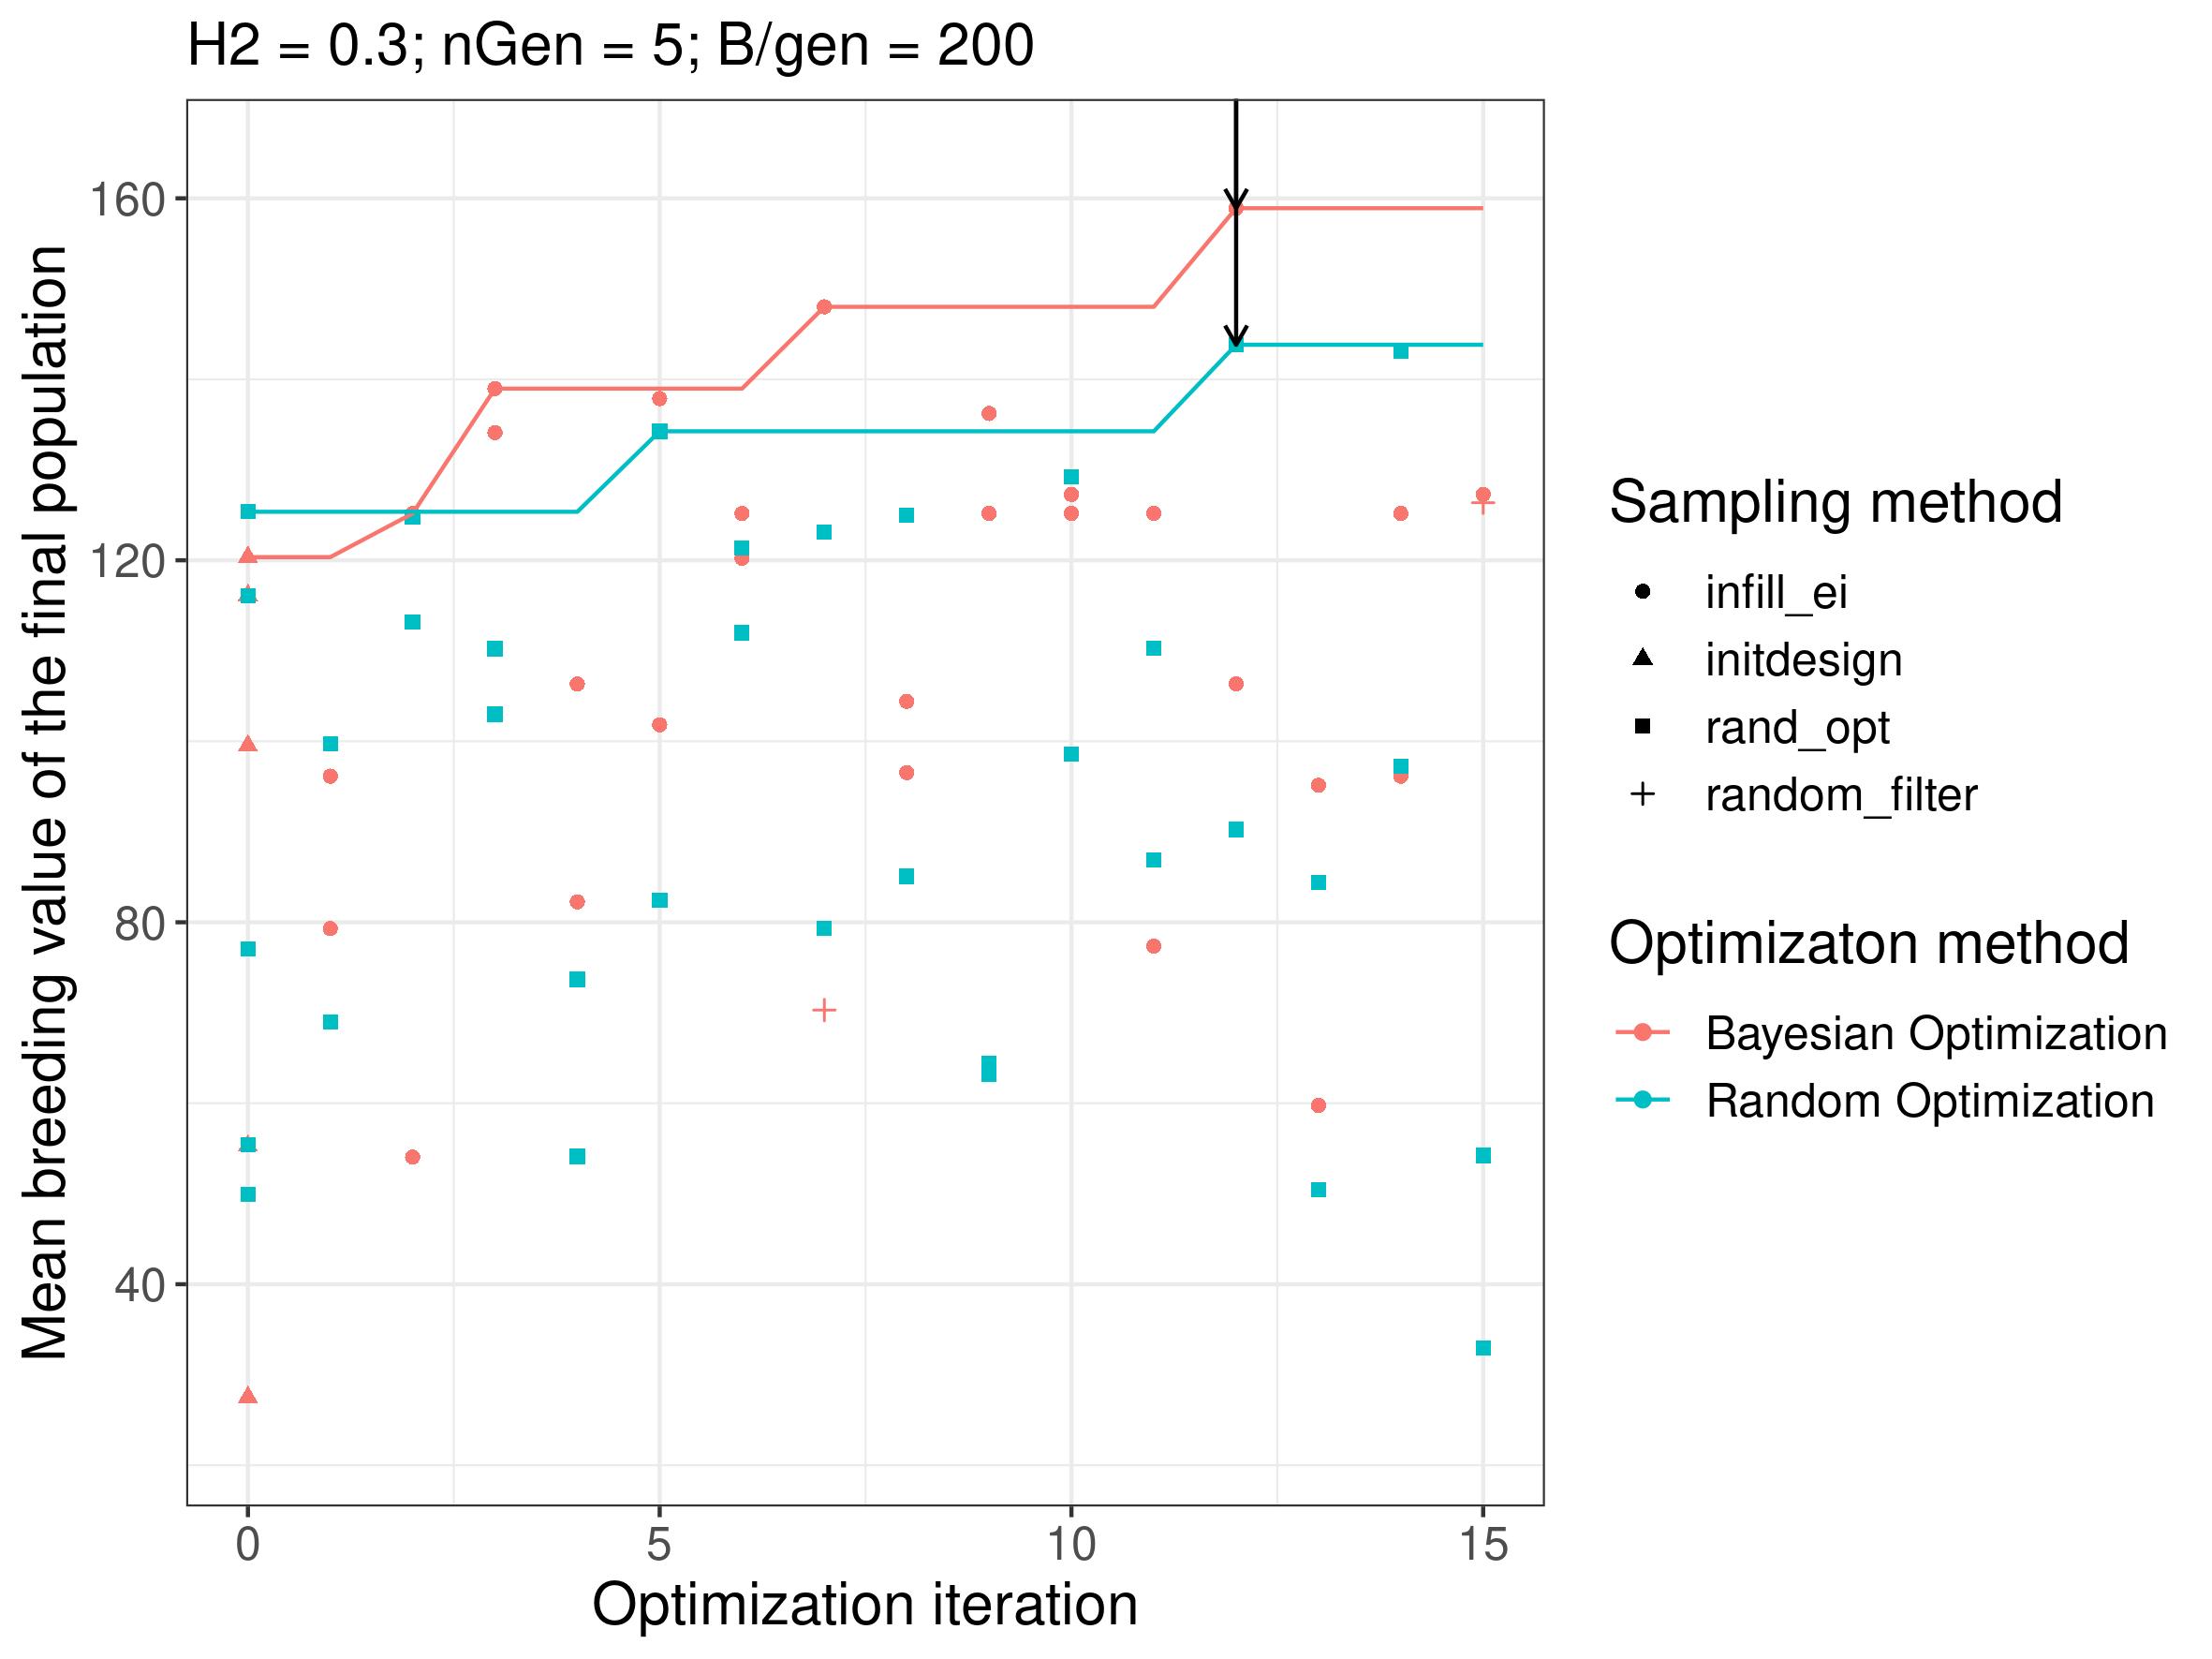 H2 = 0.3; nGen = 5; B/gen = 200
Mean breeding value of the final population
160
120
80
40
0
5
10
15
Optimization iteration
Sampling method
infill_ei
initdesign
rand_opt
random_filter
Optimizaton method
Bayesian Optimization
Random Optimization